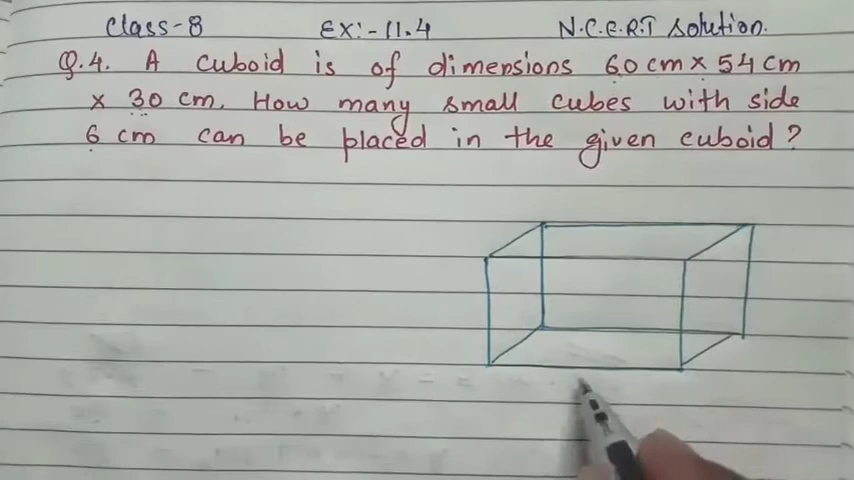 Class-8 EX:-11.4 N.C.E.R.T Solution.
Q.4. A cuboid is of dimensions 60 cm x 54 cm
x 30 cm. How many small cubes with side
6 cm can be placed in the given cuboid?